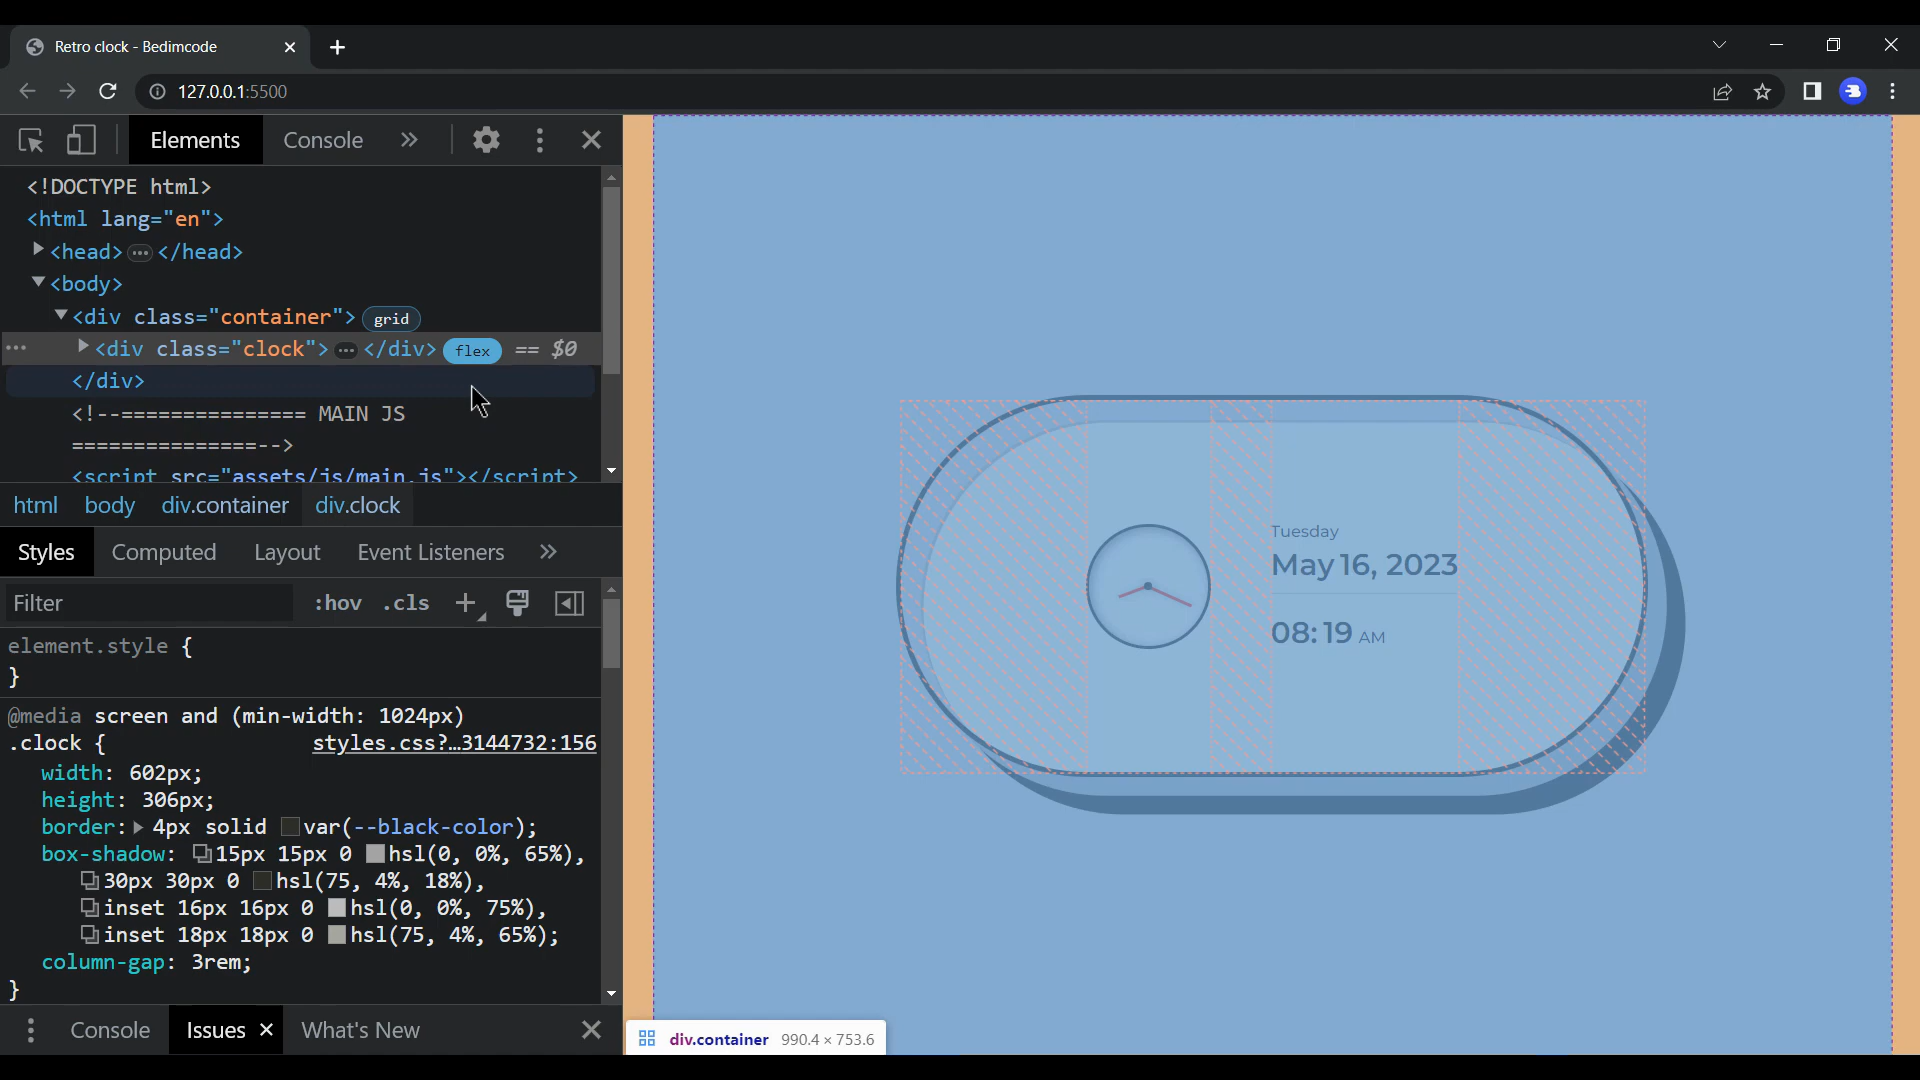 Retro clock - Bedimcode
127.0.0.1:5500
Elements Console »
<!DOCTYPE html>
<html lang="en">
<head> ⋯ </head>
<body>
<div class="container"> grid
<div class="clock"> ⋯ </div> flex == $0
</div>
<!--=============== MAIN JS
===============-->
<script src="assets/js/main.js"></script>
html body div.container div.clock
Styles Computed Layout Event Listeners »
Filter :hov .cls
element.style {
}
@media screen and (min-width: 1024px)
.clock { styles.css?…3144732:156
width: 602px;
height: 306px;
border: 4px solid var(--black-color);
box-shadow: 15px 15px 0 hsl(0, 0%, 65%),
30px 30px 0 hsl(75, 4%, 18%),
inset 16px 16px 0 hsl(0, 0%, 75%),
inset 18px 18px 0 hsl(75, 4%, 65%);
column-gap: 3rem;
}
Console Issues What's New
Tuesday
May 16, 2023
08:19 AM
div.container 990.4 × 753.6